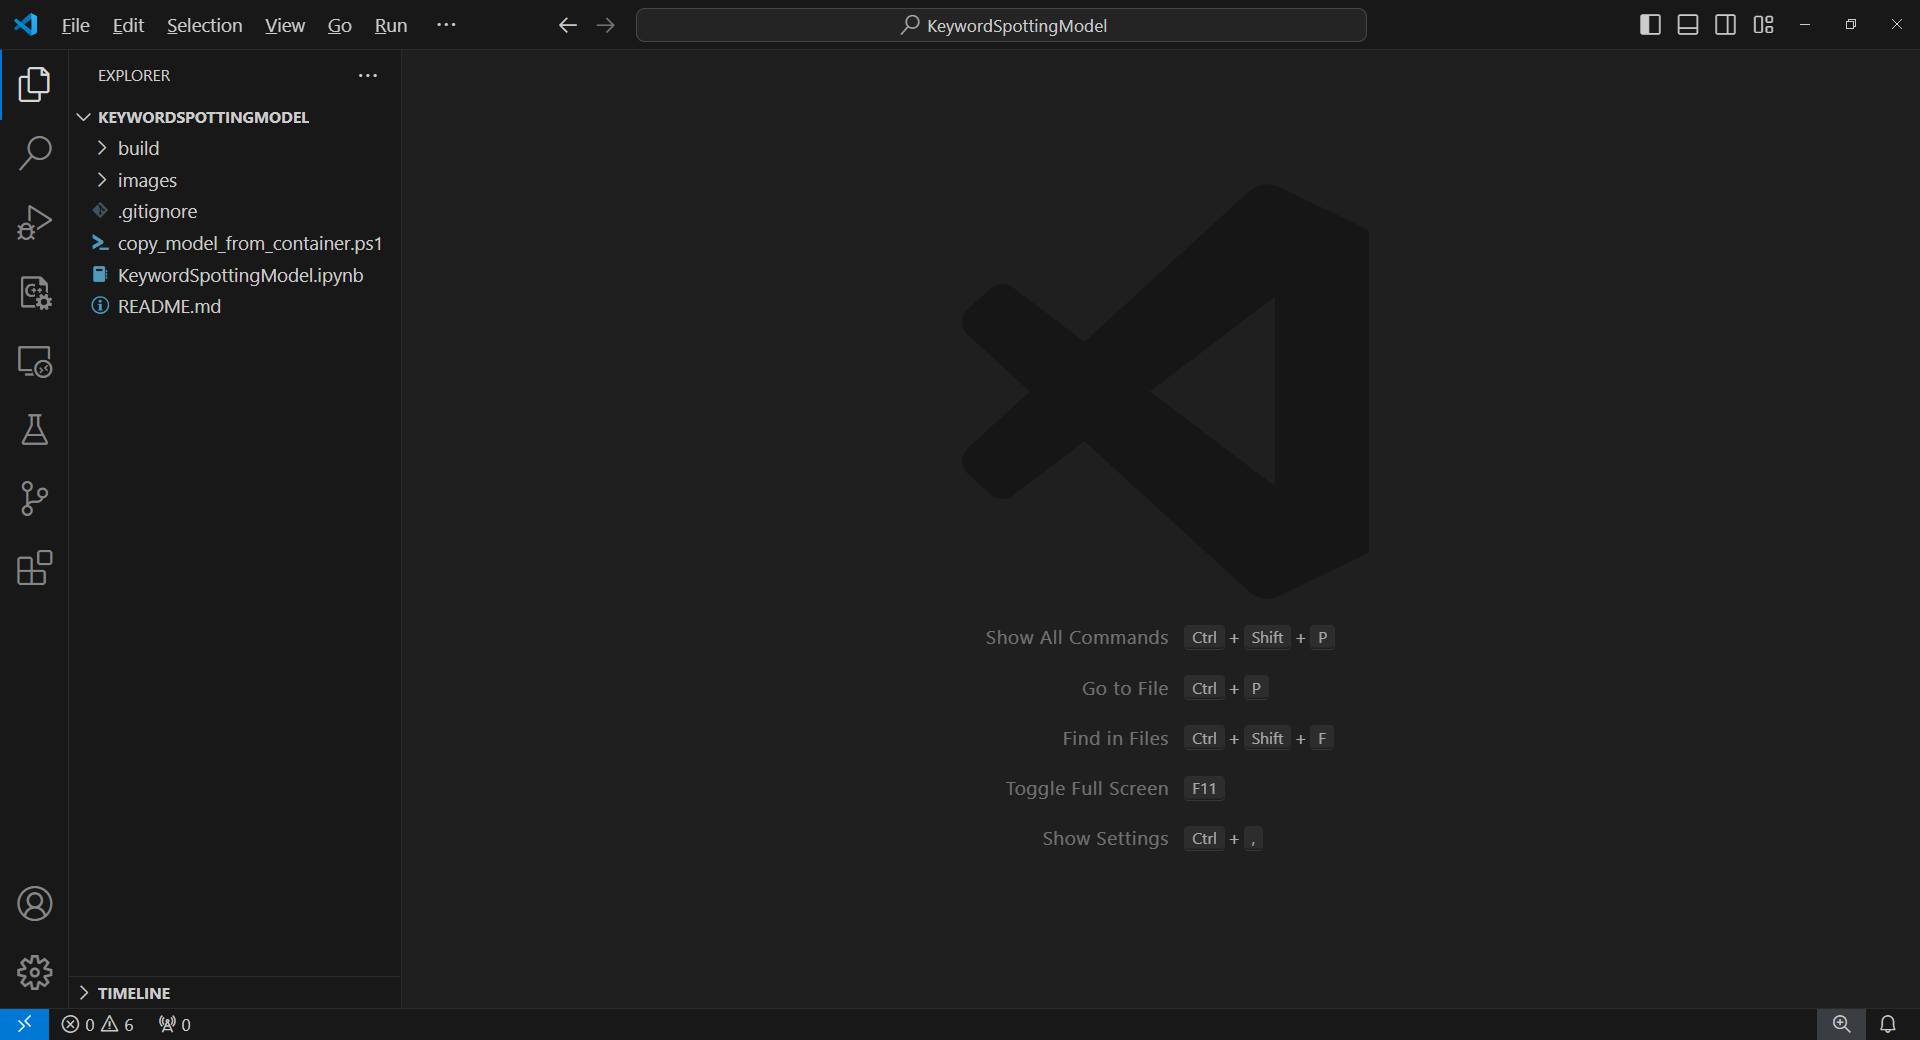 File Edit Selection View Go Run ···
KeywordSpottingModel
EXPLORER
KEYWORDSPOTTINGMODEL
build
images
.gitignore
copy_model_from_container.ps1
KeywordSpottingModel.ipynb
README.md
Show All Commands Ctrl + Shift + P
Go to File Ctrl + P
Find in Files Ctrl + Shift + F
Toggle Full Screen F11
Show Settings Ctrl + ,
TIMELINE
0 6 0